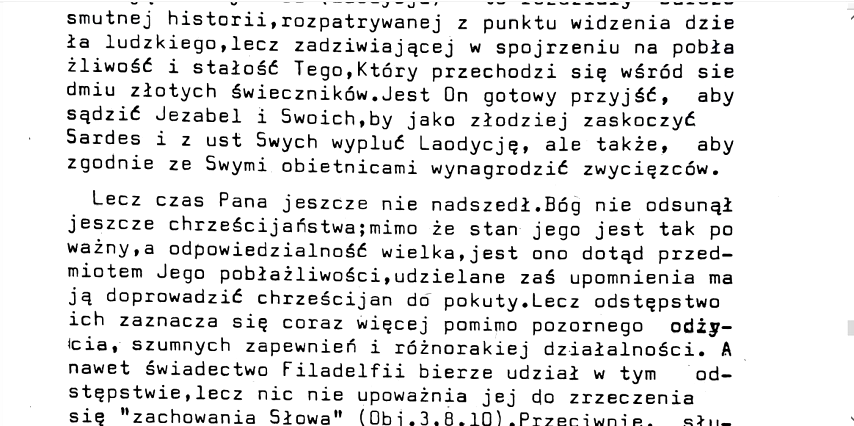 smutnej historii,rozpatrywanej z punktu widzenia dzie
ła ludzkiego,lecz zadziwiającej w spojrzeniu na pobła
żliwość i stałość Tego,Który przechodzi się wśród sie
dmiu złotych świeczników.Jest On gotowy przyjść, aby
sądzić Jezabel i Swoich,by jako złodziej zaskoczyć
Sardes i z ust Swych wypluć Laodycję, ale także, aby
zgodnie ze Swymi obietnicami wynagrodzić zwycięzców.
Lecz czas Pana jeszcze nie nadszedł.Bóg nie odsunął
jeszcze chrześcijaństwa;mimo że stan jego jest tak po
ważny,a odpowiedzialność wielka,jest ono dotąd przed-
miotem Jego pobłażliwości,udzielane zaś upomnienia ma
ją doprowadzić chrześcijan do pokuty.Lecz odstępstwo
ich zaznacza się coraz więcej pomimo pozornego odży-
cia, szumnych zapewnień i różnorakiej działalności. A
nawet świadectwo Filadelfii bierze udział w tym od-
stępstwie,lecz nic nie upoważnia jej do zrzeczenia
się "zachowania Słowa" (Obj.3,8.10).Przeciwnie, słu-